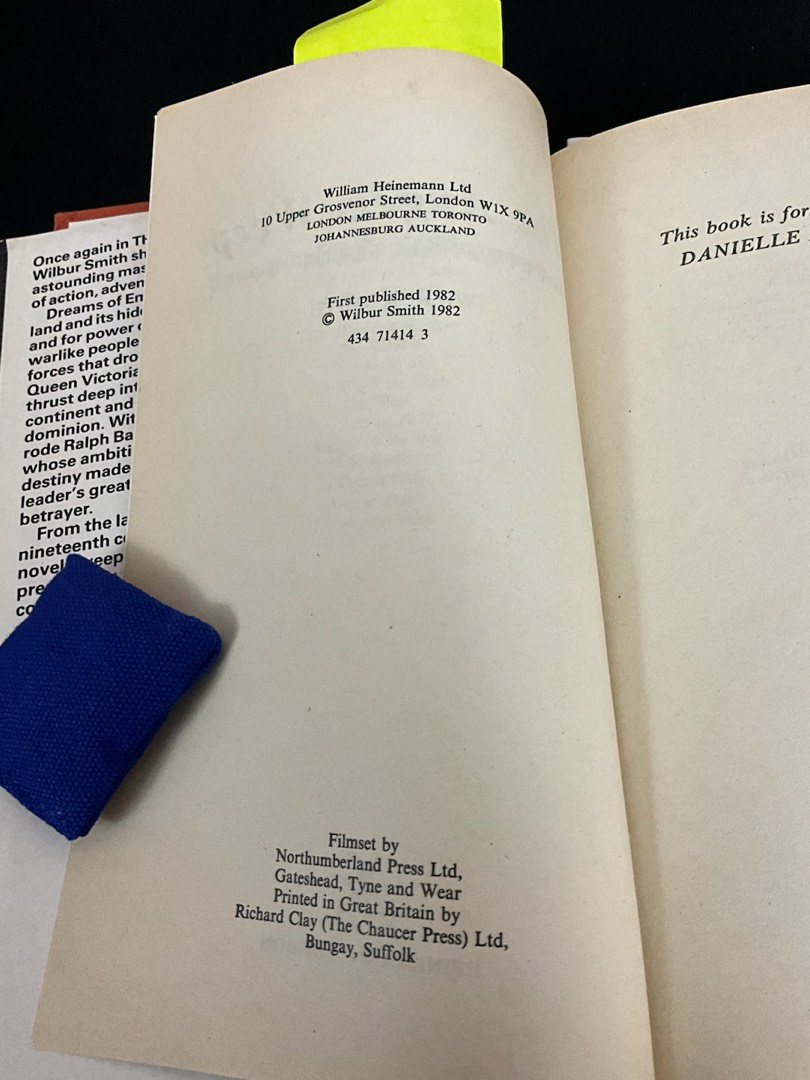 Once again in
Wilbur Smith
astounding
of action,
Dreams of
land and its
and for power
warlike people
forces that
Queen
thrust deep
continent and
dominion.
rode Ralph
whose
destiny made
leader's great
betrayer.
From the
nineteenth
William Heinemann Ltd
10 Upper Grosvenor Street, London W1X 9PA
LONDON MELBOURNE TORONTO
JOHANNESBURG AUCKLAND
First published 1982
© Wilbur Smith 1982
434 71414 3
Filmset by
Northumberland Press Ltd,
Gateshead, Tyne and Wear
Printed in Great Britain by
Richard Clay (The Chaucer Press) Ltd,
Bungay, Suffolk
This book is for
DANIELLE